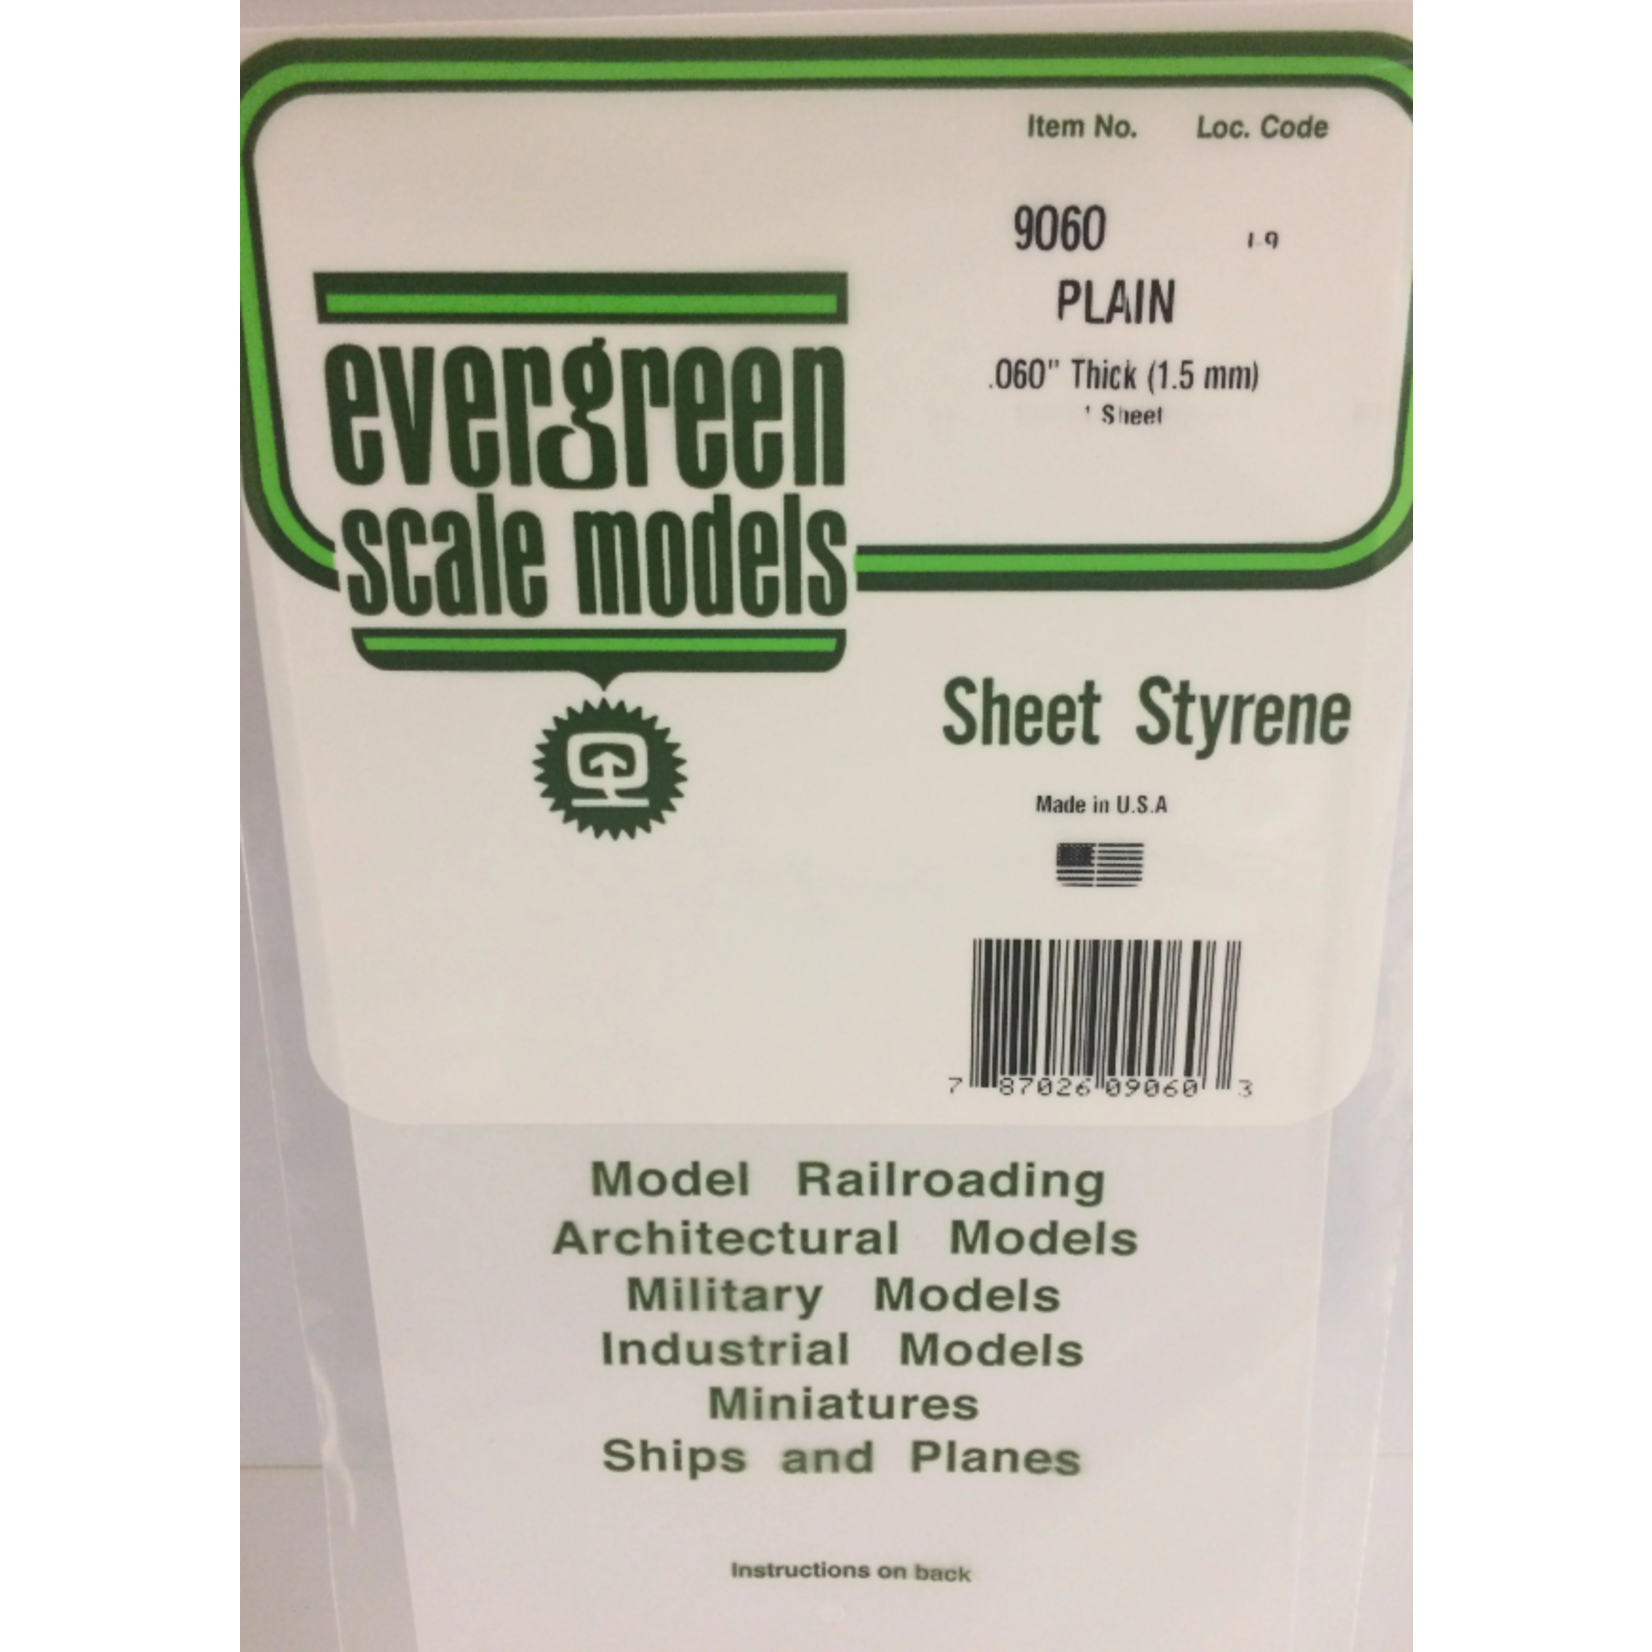 Item No. Loc. Code
9060
PLAIN
.060" Thick (1.5 mm)
Sheet
evergreen
scale models
Sheet Styrene
Made in U.S.A
7 87026 09060 3
Model Railroading
Architectural Models
Military Models
Industrial Models
Miniatures
Ships and Planes
Instructions on back